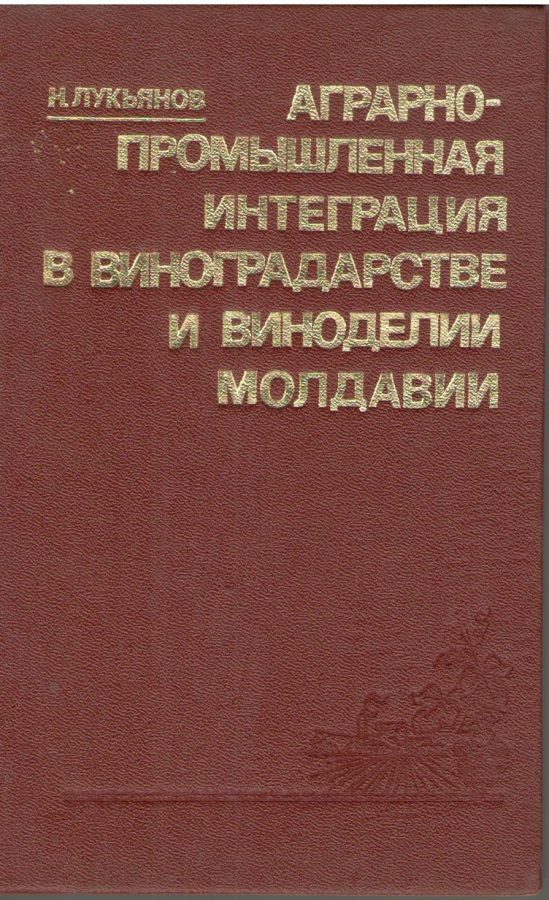 Н. ЛУКЬЯНОВ
АГРАРНО-
ПРОМЫШЛЕННАЯ
ИНТЕГРАЦИЯ
В ВИНОГРАДАРСТВЕ
И ВИНОДЕЛИИ
МОЛДАВИИ